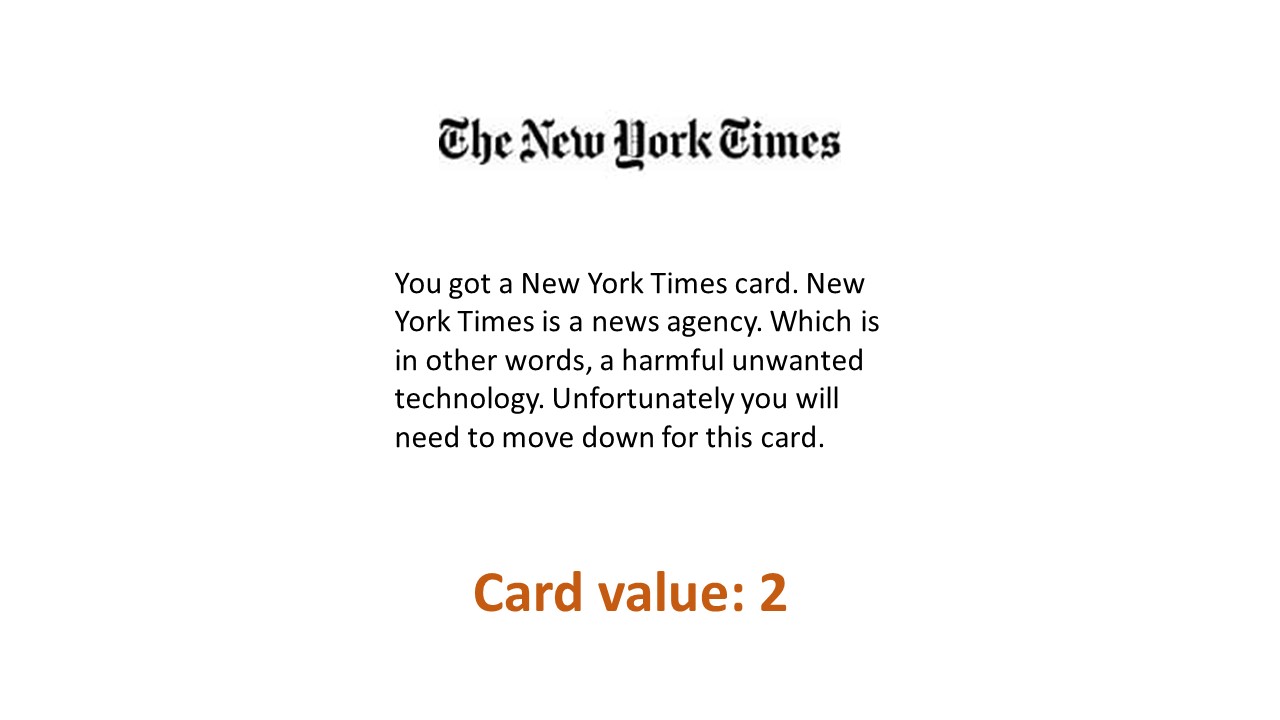 The New York Times
You got a New York Times card. New
York Times is a news agency. Which is
in other words, a harmful unwanted
technology. Unfortunately you will
need to move down for this card.
Card value: 2